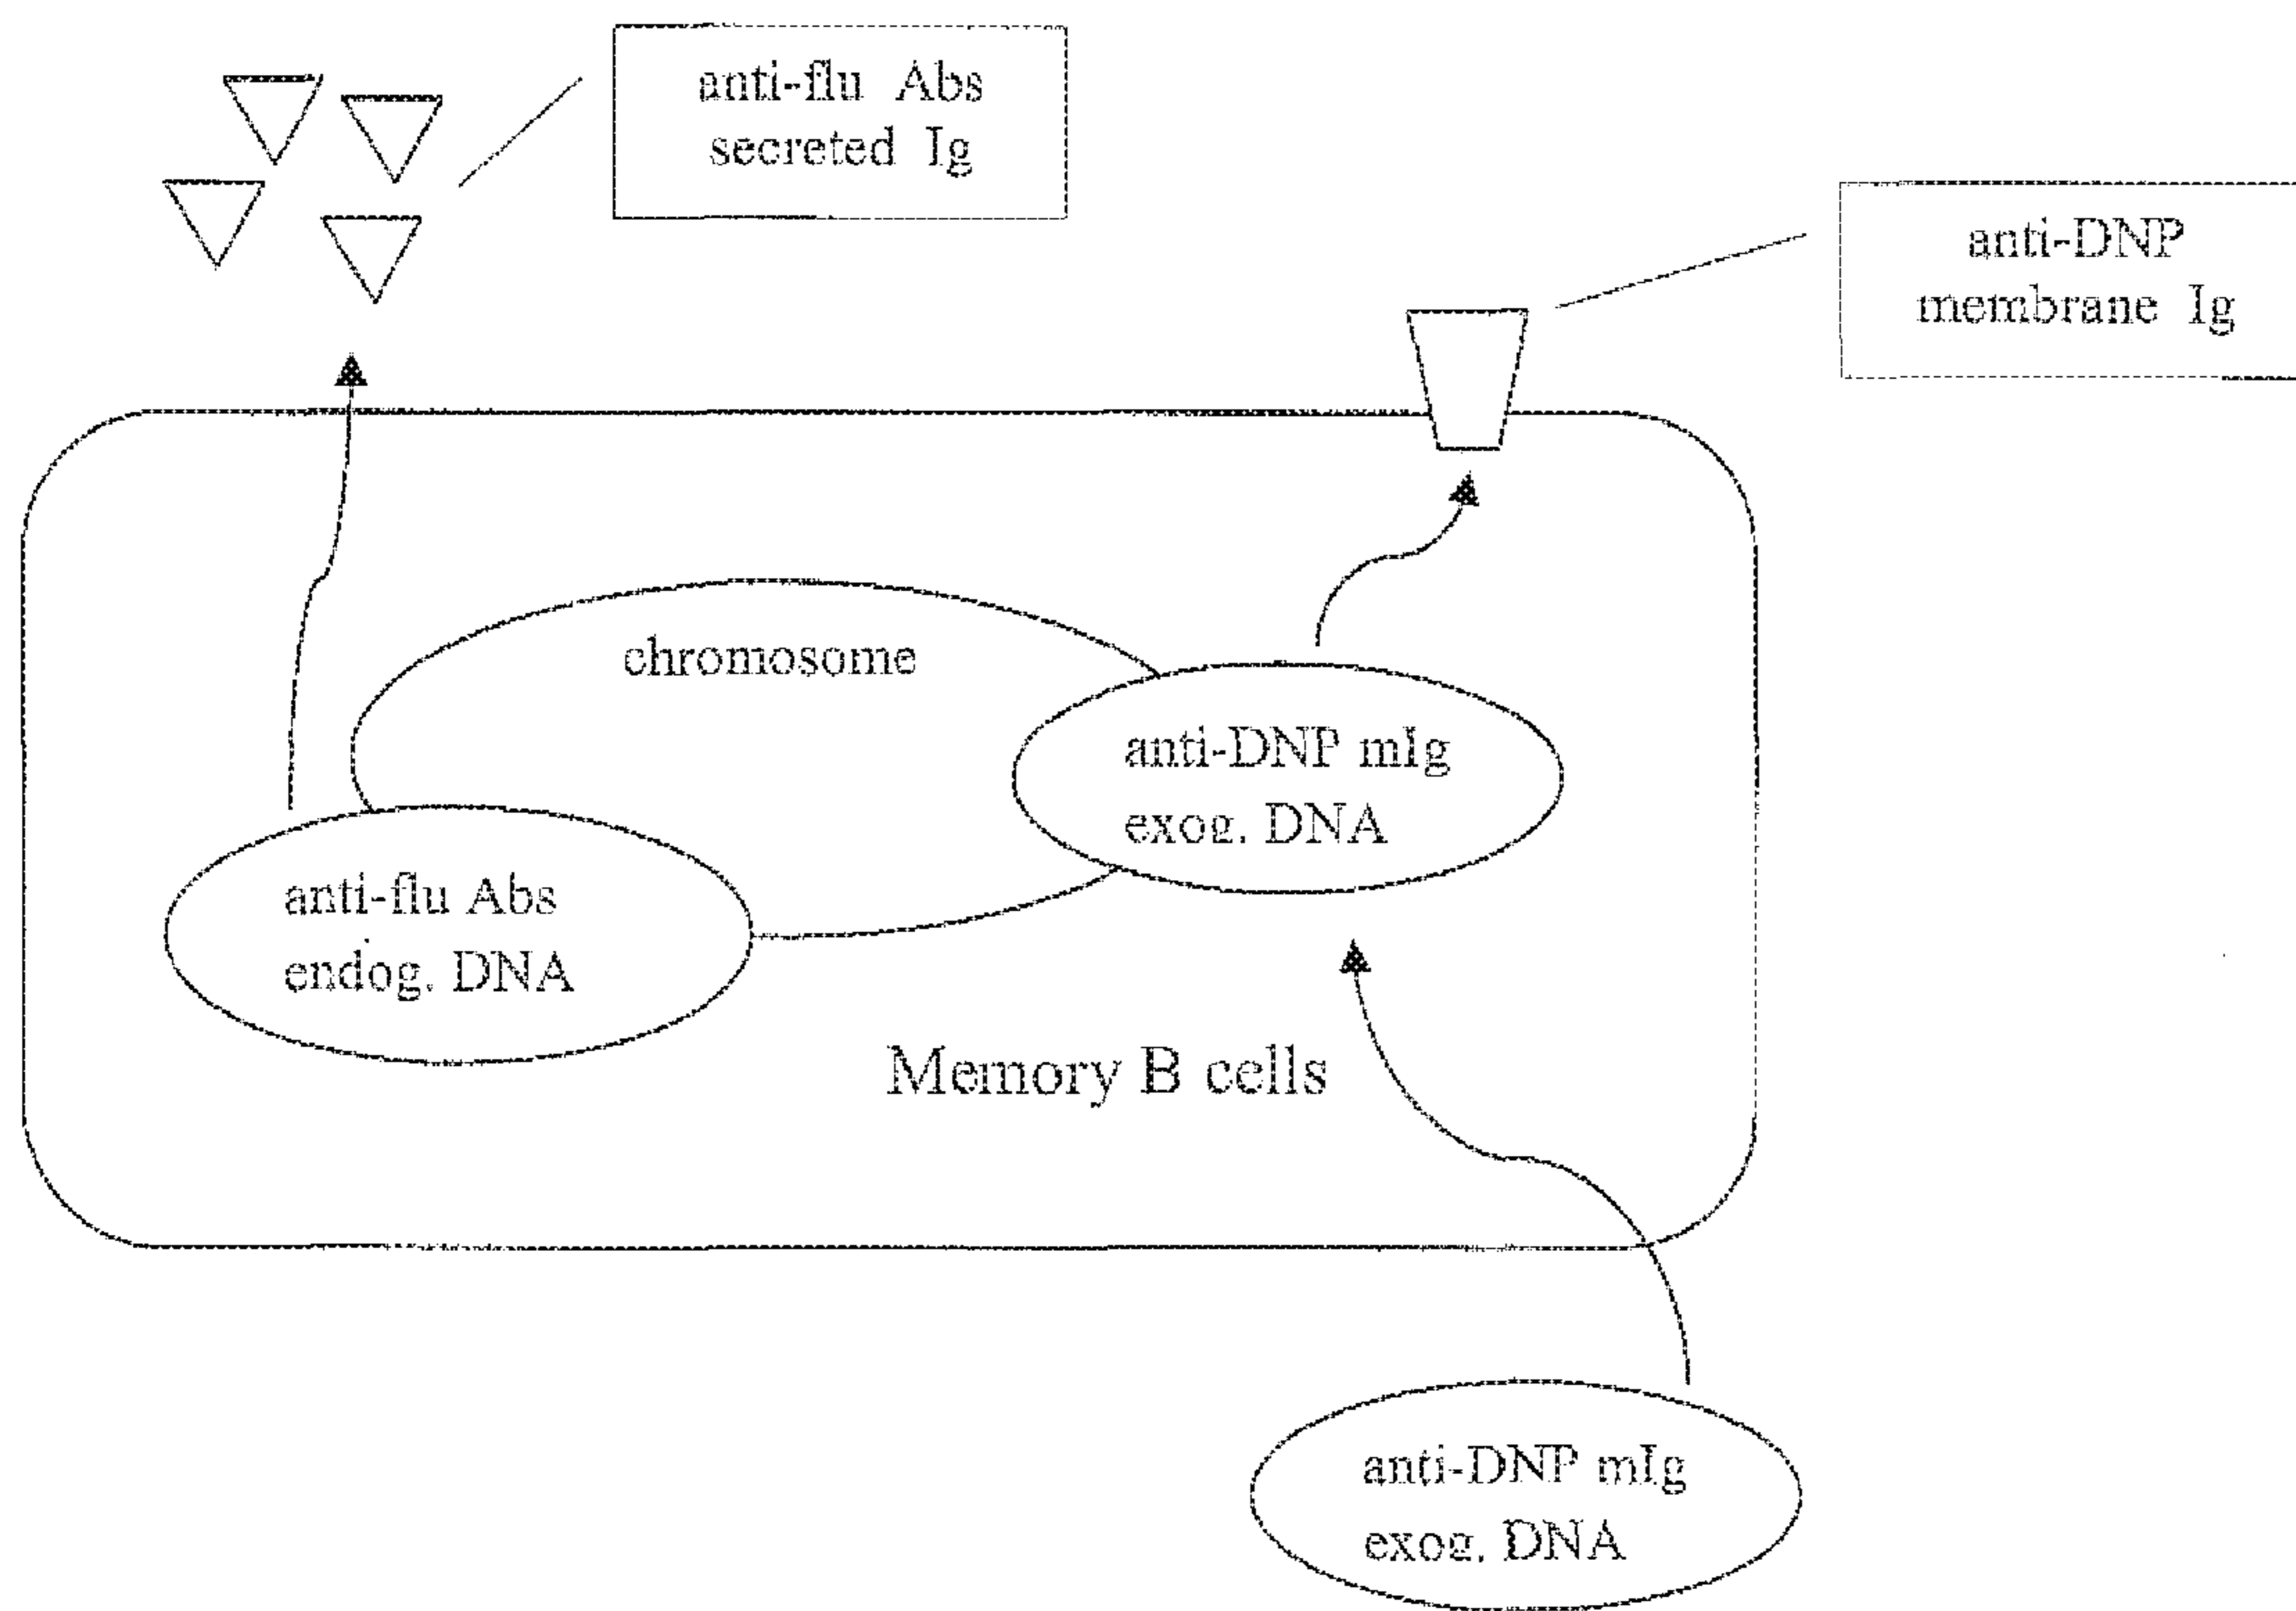 anti-flu Abs
secreted Ig
anti-DNP
membrane Ig
chromosome
anti-DNP mIg
exog. DNA
anti-flu Abs
endog. DNA
Memory B cells
anti-DNP mIg
exog. DNA